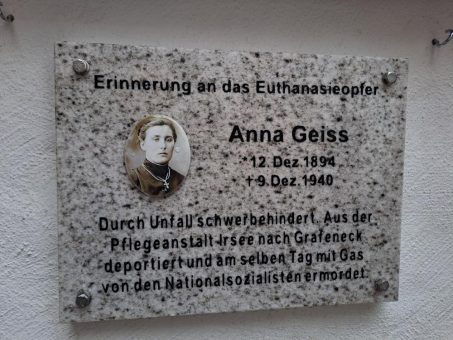 Erinnerung an das Euthanasieopfer
Anna Geiss
*12. Dez. 1894
†9. Dez. 1940
Durch Unfall schwerbehindert. Aus der
Pflegeanstalt Irsee nach Grafeneck
deportiert und am selben Tag mit Gas
von den Nationalsozialisten ermordet.